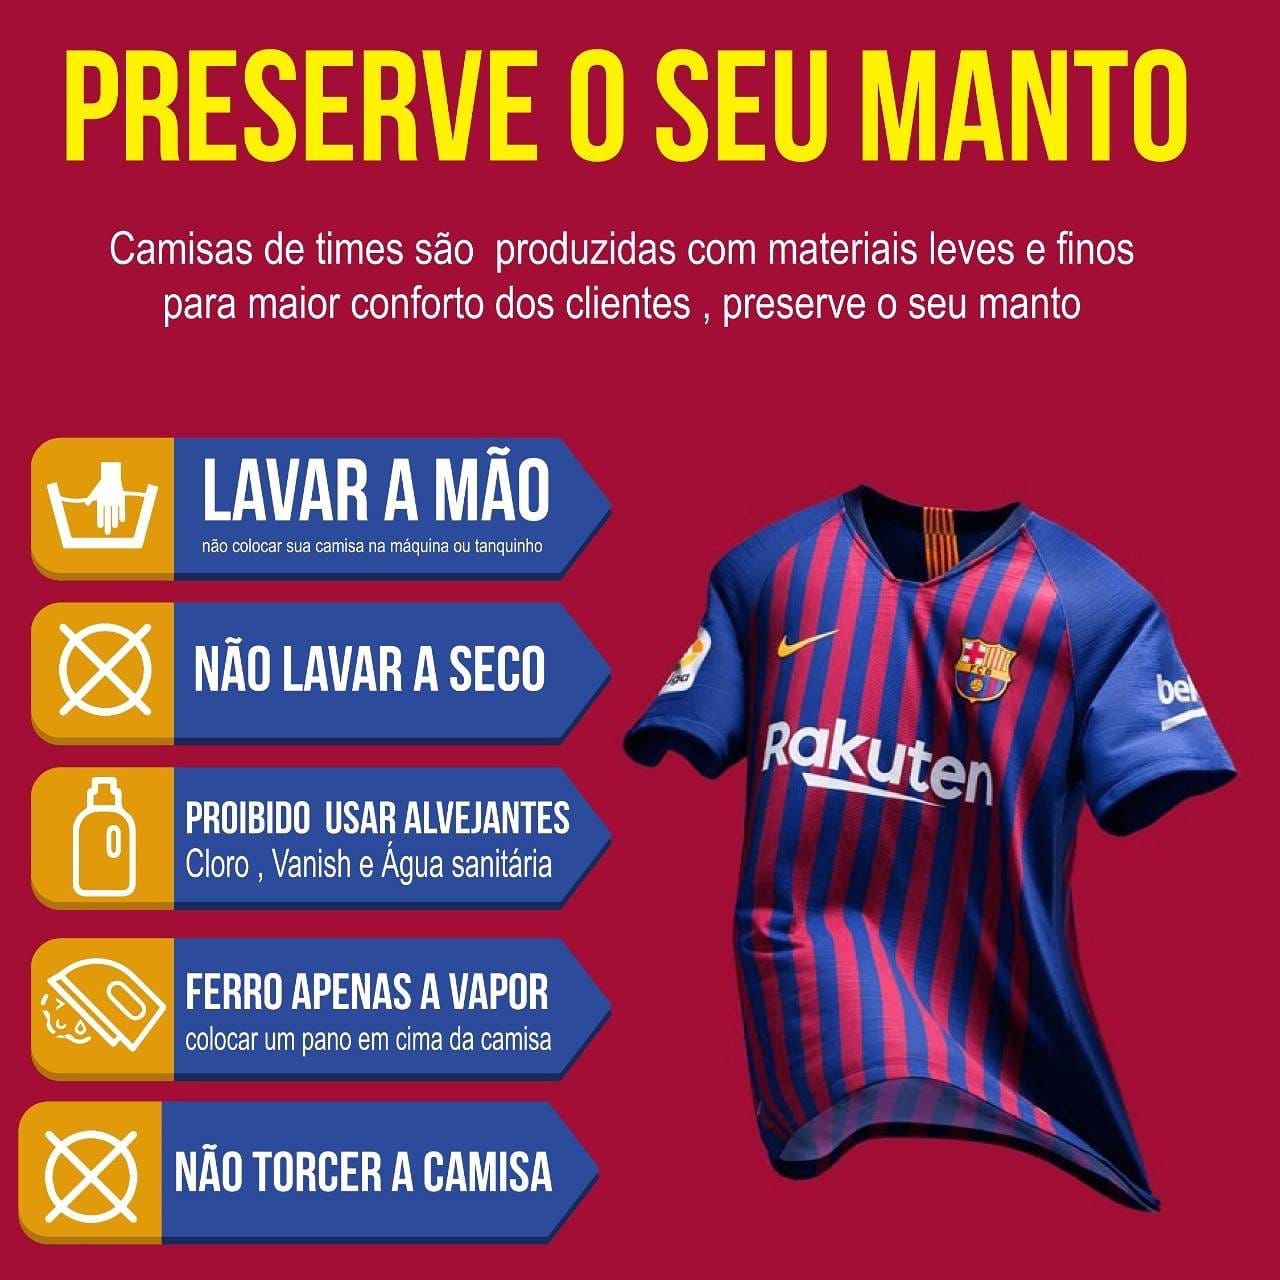 PRESERVE O SEU MANTO
Camisas de times são produzidas com materiais leves e finos
para maior conforto dos clientes , preserve o seu manto
LAVAR A MÃO
não colocar sua camisa na máquina ou tanquinho
NÃO LAVAR A SECO
PROIBIDO USAR ALVEJANTES
Cloro , Vanish e Água sanitária
FERRO APENAS A VAPOR
colocar um pano em cima da camisa
NÃO TORCER A CAMISA
FCB
Rakuten